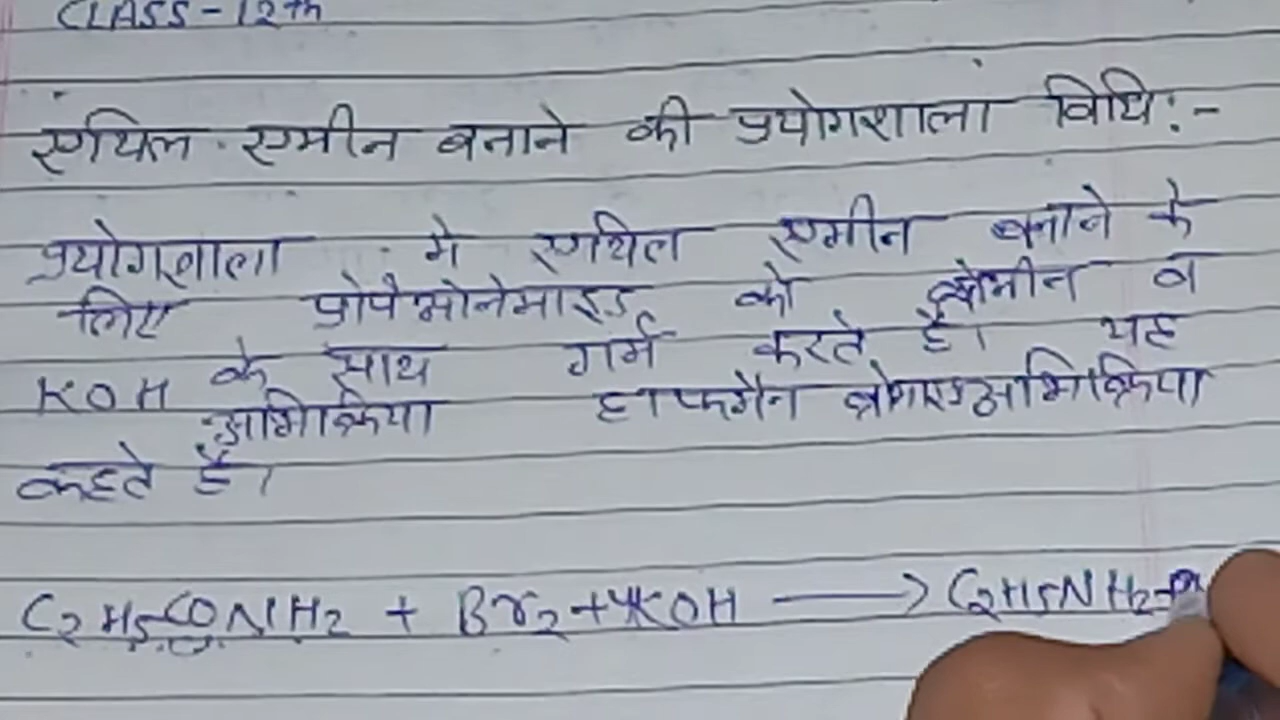 CLASS - 12th
एथिल एमीन बनाने की प्रयोगशाला विधि:-
प्रयोगशाला में एथिल एमीन बनाने के
लिए प्रोपेओनेमाइड को ब्रोमीन व
KOH के साथ गर्म करते है। यह
अभिक्रिया हाफमैन ब्रोमाइड अभिक्रिया
कहते है।
C2H5CONH2 + Br2 + 4KOH ⟶ C2H5NH2 +